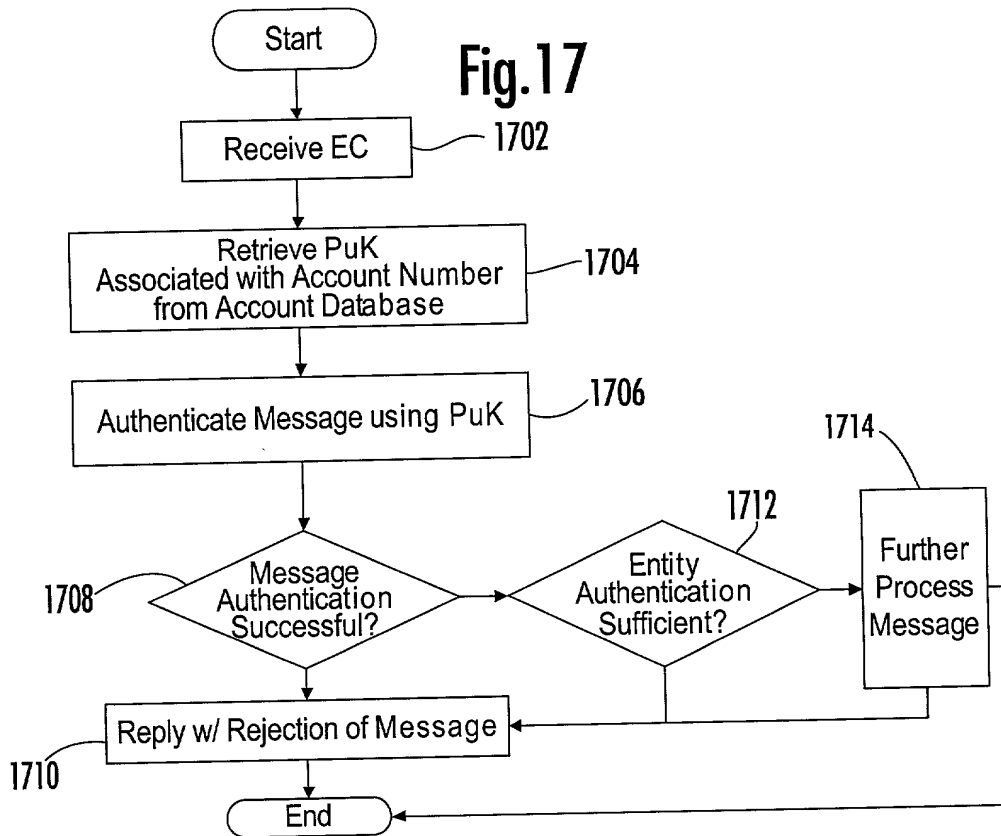 Start
Fig.17
Receive EC
1702
Retrieve PuK
Associated with Account Number
from Account Database
1704
Authenticate Message using PuK
1706
1714
1712
1708
Message
Authentication
Successful?
Entity
Authentication
Sufficient?
Further
Process
Message
Reply w/ Rejection of Message
1710
End